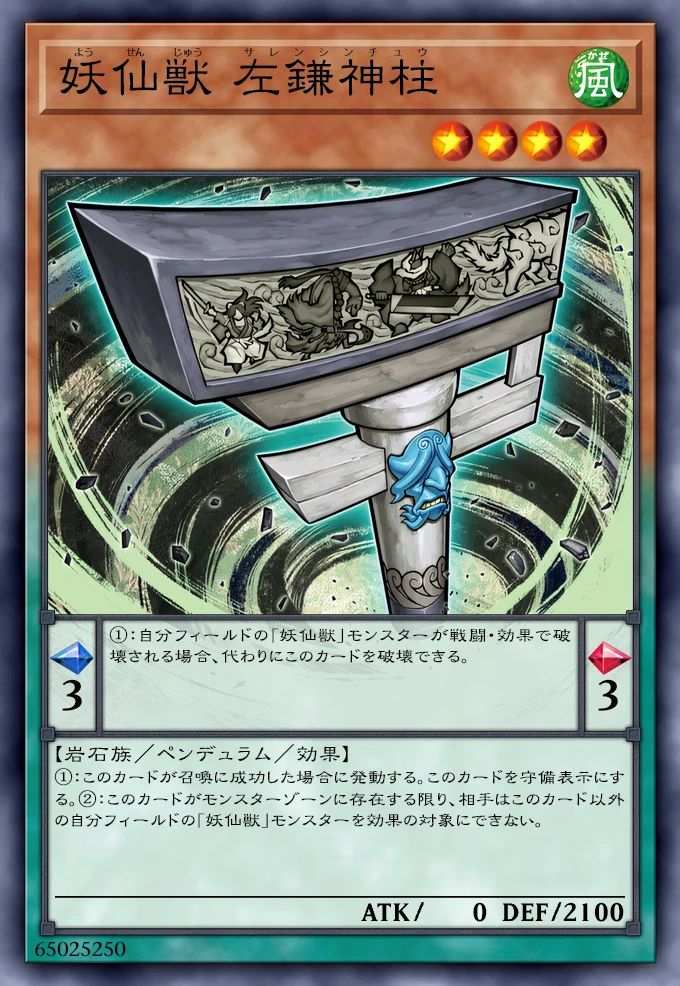 よう せん じゅう サレンシンチュウ
妖仙獣 左鎌神柱
かぜ
風
①:自分フィールドの「妖仙獣」モンスターが戦闘・効果で破
壊される場合、代わりにこのカードを破壊できる。
3
3
【岩石族／ペンデュラム／効果】
①:このカードが召喚に成功した場合に発動する。このカードを守備表示にす
る。②:このカードがモンスターゾーンに存在する限り、相手はこのカード以外
の自分フィールドの「妖仙獣」モンスターを効果の対象にできない。
ATK/ 0 DEF/2100
65025250